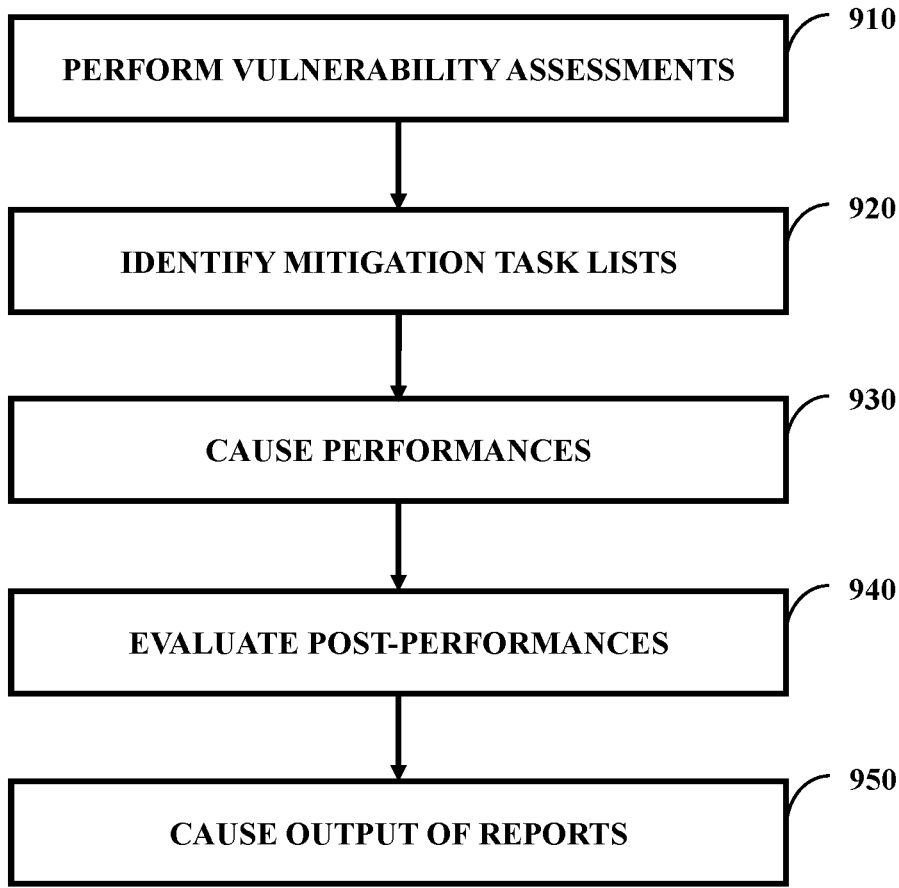 910
PERFORM VULNERABILITY ASSESSMENTS
920
IDENTIFY MITIGATION TASK LISTS
930
CAUSE PERFORMANCES
940
EVALUATE POST-PERFORMANCES
950
CAUSE OUTPUT OF REPORTS